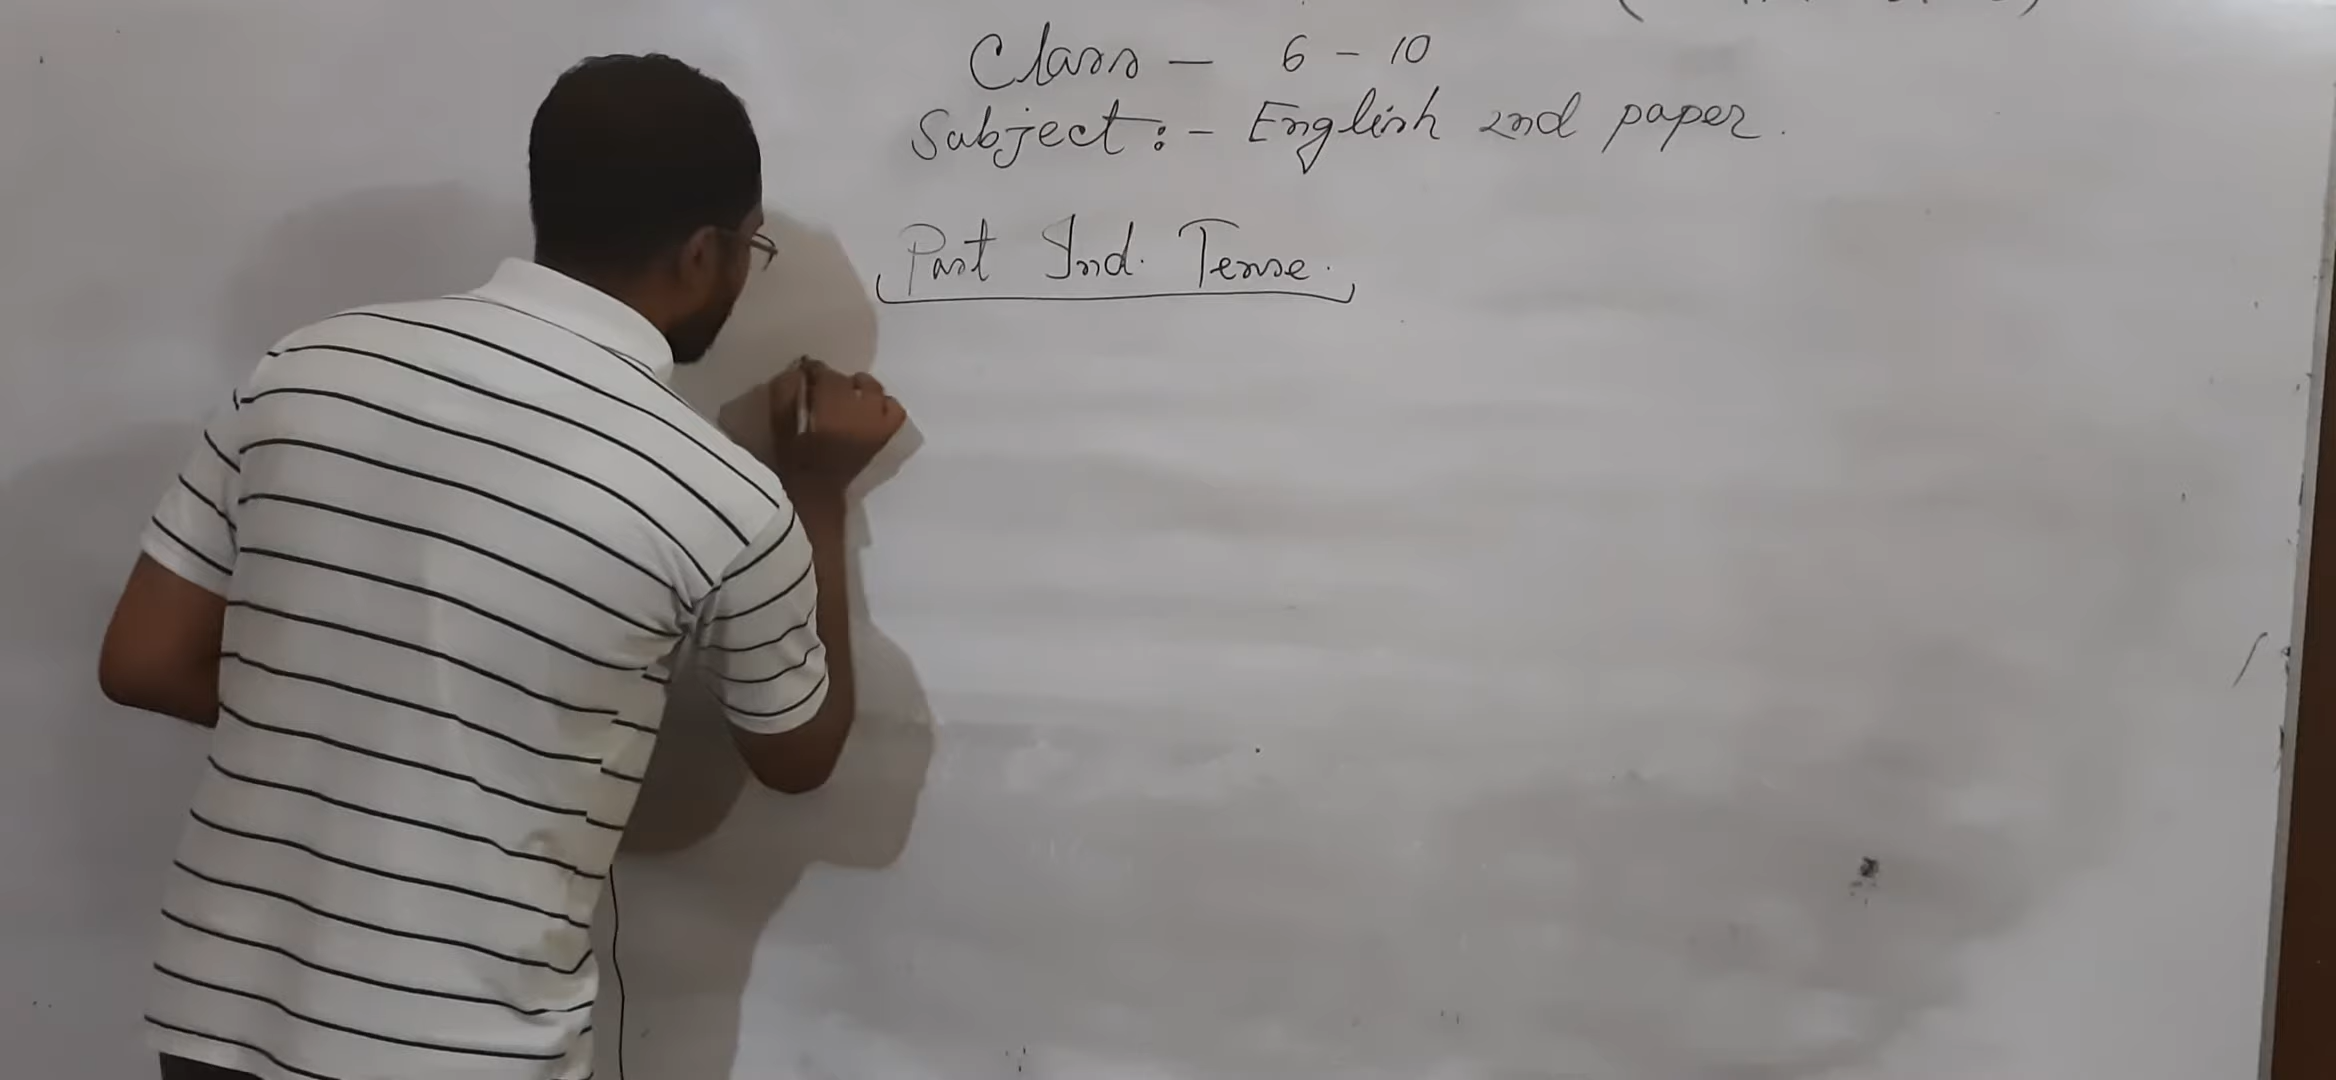 Class - 6 - 10
Subject :- English 2nd paper.
Past Ind. Tense.